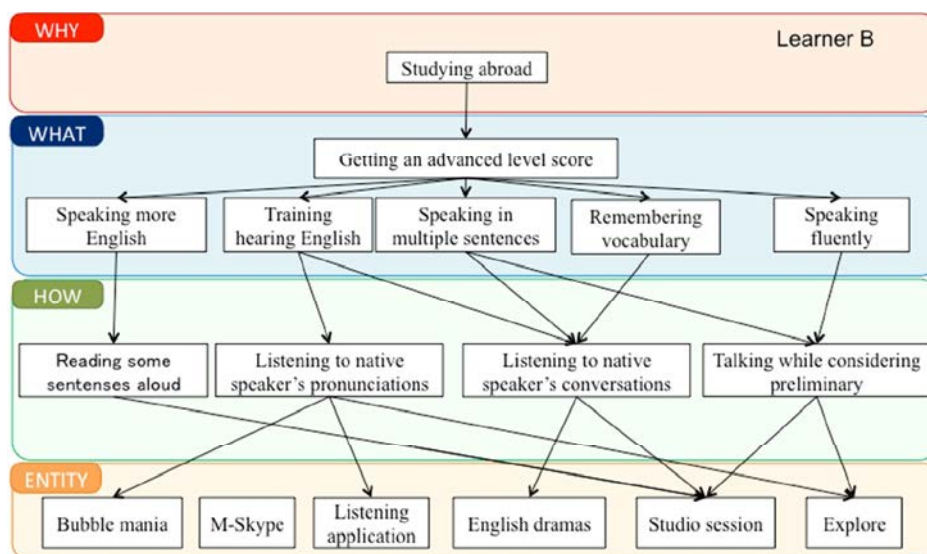 WHY
Learner B
Studying abroad
WHAT
Getting an advanced level score
Speaking more
English
Training
hearing English
Speaking in
multiple sentences
Remembering
vocabulary
Speaking
fluently
HOW
Reading some
sentenses aloud
Listening to native
speaker's pronunciations
Listening to native
speaker's conversations
Talking while considering
preliminary
ENTITY
Bubble mania
M-Skype
Listening
application
English dramas
Studio session
Explore